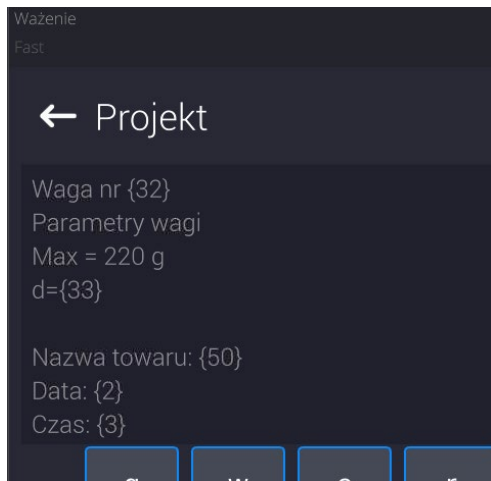 Ważenie
Fast
← Projekt
Waga nr {32}
Parametry wagi
Max = 220 g
d={33}
Nazwa towaru: {50}
Data: {2}
Czas: {3}